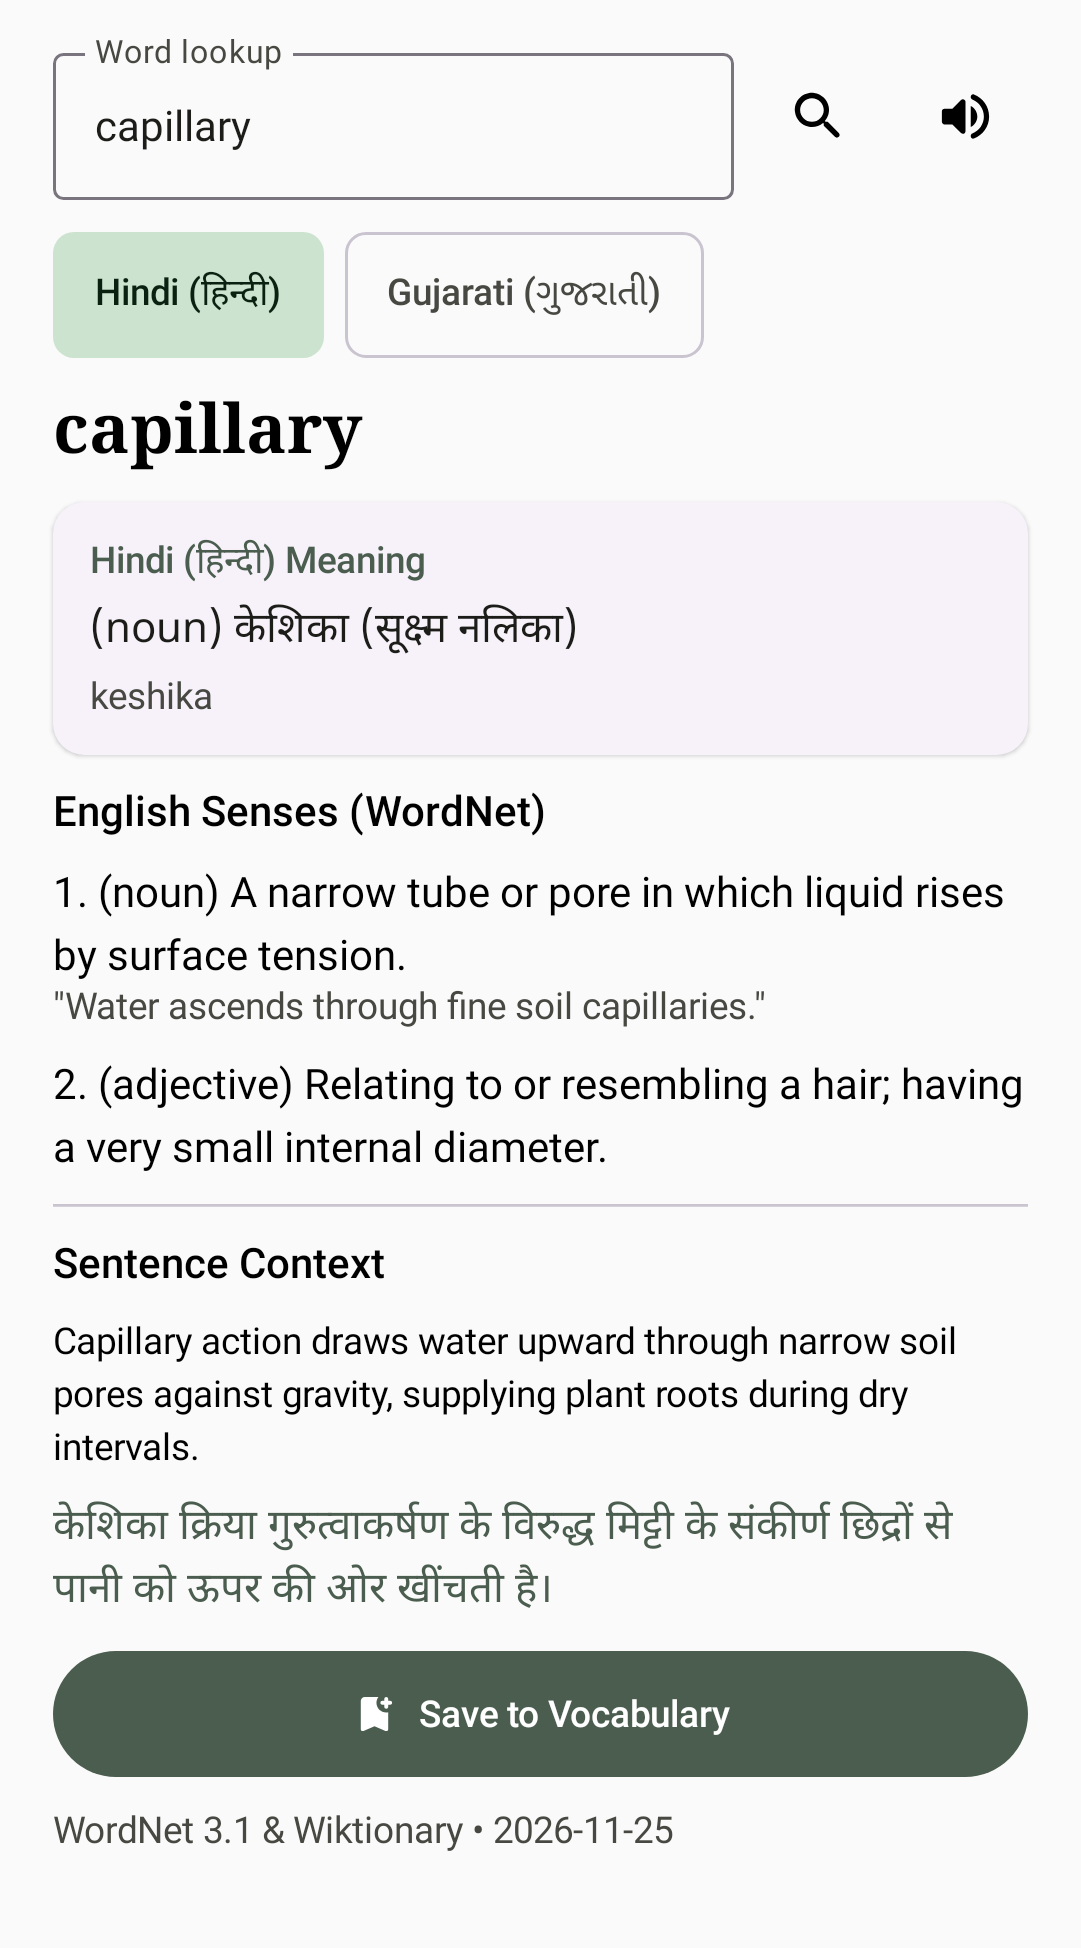 Word lookup
capillary
Hindi (हिन्दी)
Gujarati (ગુજરાતી)
capillary
Hindi (हिन्दी) Meaning
(noun) केशिका (सूक्ष्म नलिका)
keshika
English Senses (WordNet)
1. (noun) A narrow tube or pore in which liquid rises
by surface tension.
"Water ascends through fine soil capillaries."
2. (adjective) Relating to or resembling a hair; having
a very small internal diameter.
Sentence Context
Capillary action draws water upward through narrow soil
pores against gravity, supplying plant roots during dry
intervals.
केशिका क्रिया गुरुत्वाकर्षण के विरुद्ध मिट्टी के संकीर्ण छिद्रों से
पानी को ऊपर की ओर खींचती है।
Save to Vocabulary
WordNet 3.1 & Wiktionary • 2026-11-25